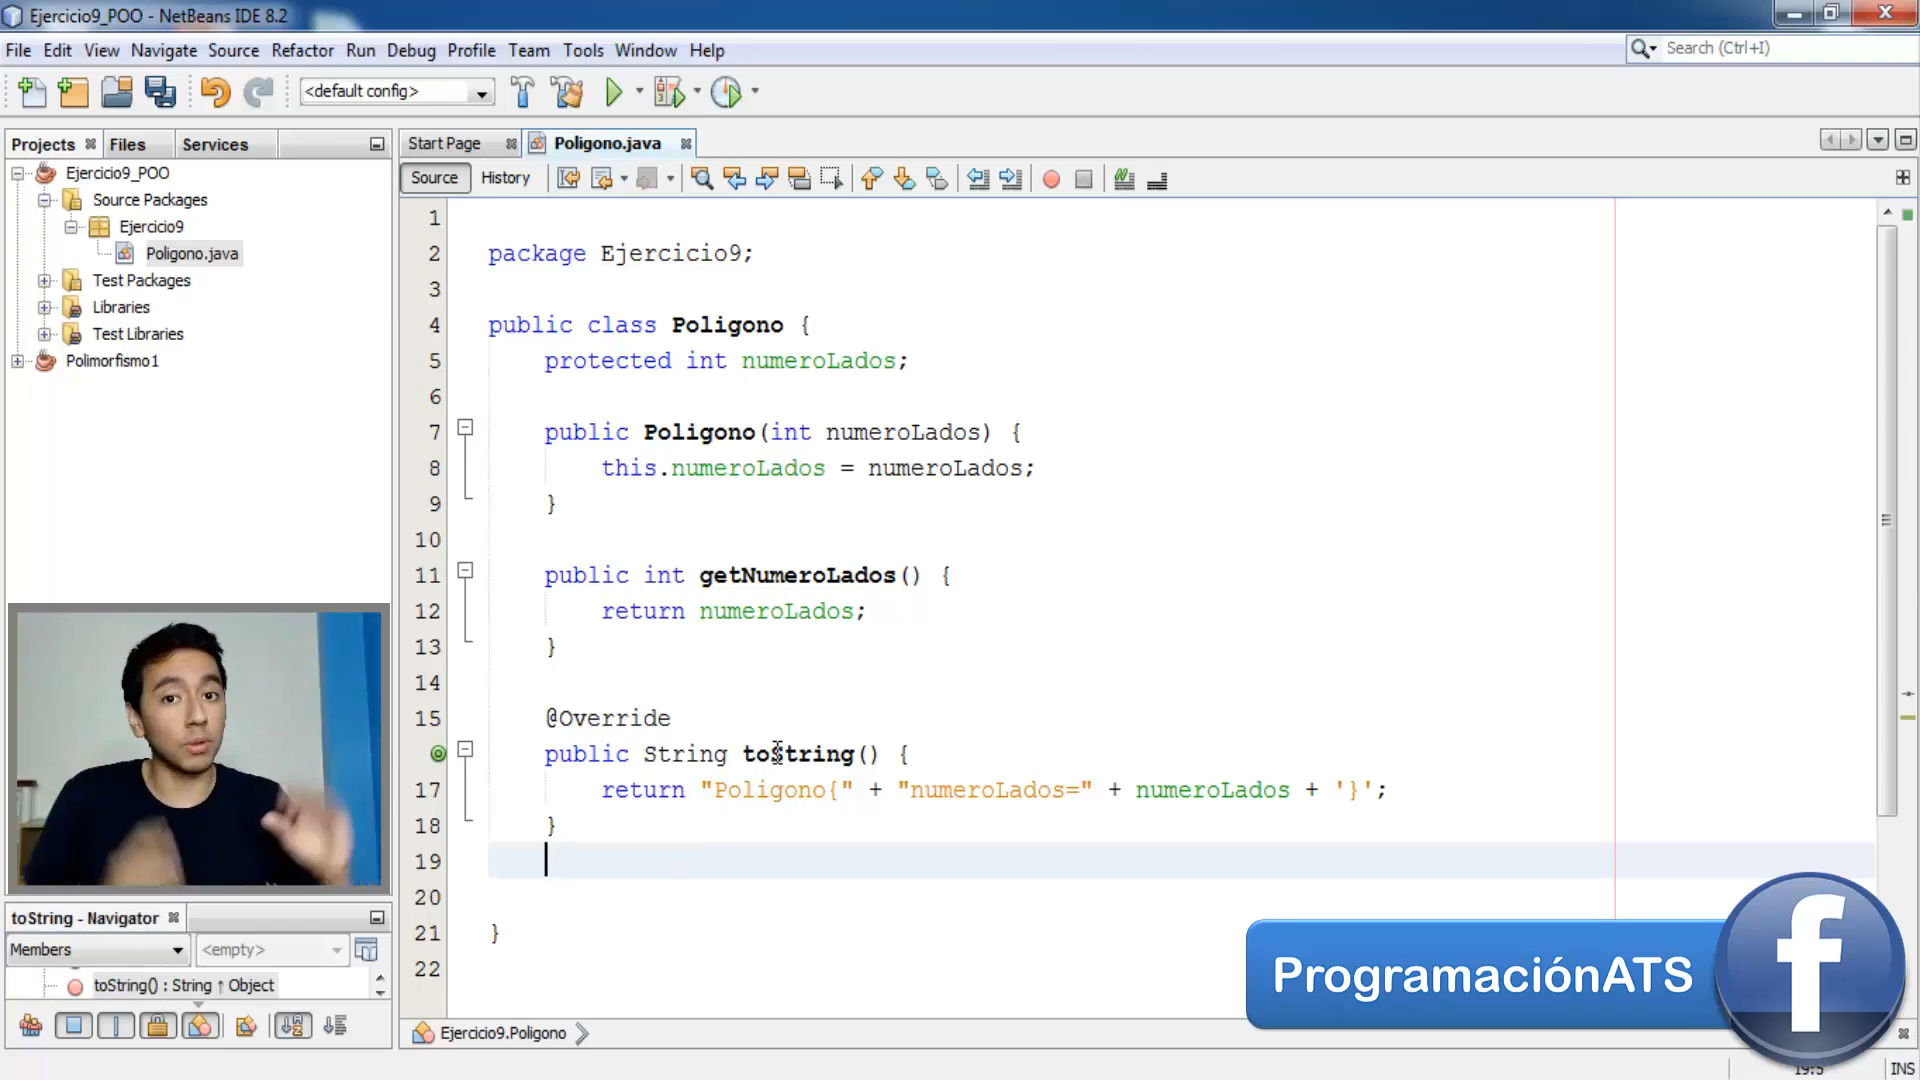 Ejercicio9_POO - NetBeans IDE 8.2
File Edit View Navigate Source Refactor Run Debug Profile Team Tools Window Help
Search (Ctrl+I)
<default config>
Projects Files Services
Start Page Poligono.java
Source History
Ejercicio9_POO
Source Packages
Ejercicio9
Poligono.java
Test Packages
Libraries
Test Libraries
Polimorfismo1
1
2 package Ejercicio9;
3
4 public class Poligono {
5 protected int numeroLados;
6
7 public Poligono(int numeroLados) {
8 this.numeroLados = numeroLados;
9 }
10
11 public int getNumeroLados() {
12 return numeroLados;
13 }
14
15 @Override
public String toString() {
17 return "Poligono{" + "numeroLados=" + numeroLados + '}';
18 }
19
20
21 }
22
toString - Navigator
Members <empty>
toString() : String ↑ Object
Ejercicio9.Poligono
ProgramaciónATS
f
19:5 INS